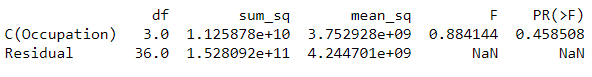 df sum_sq mean_sq F PR(>F)
C(Occupation) 3.0 1.125878e+10 3.752928e+09 0.884144 0.458508
Residual 36.0 1.528092e+11 4.244701e+09 NaN NaN